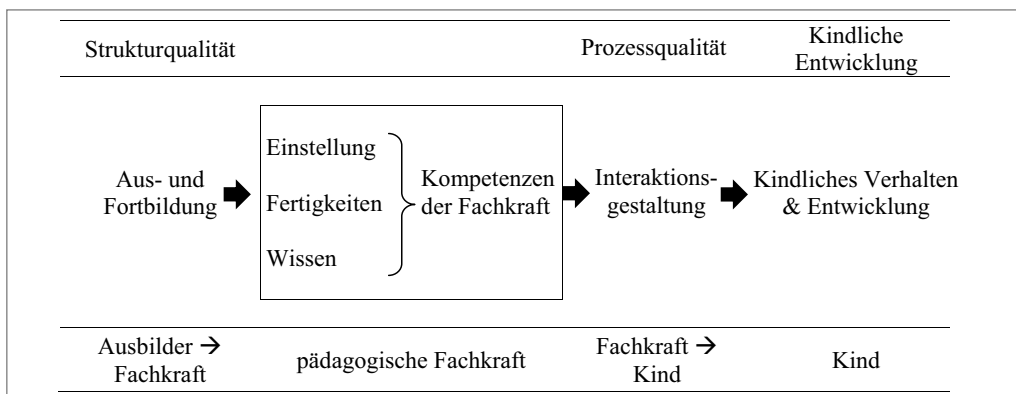 Strukturqualität
Prozessqualität
Kindliche
Entwicklung
Aus- und
Fortbildung
Einstellung
Fertigkeiten
Wissen
Kompetenzen
der Fachkraft
Interaktions-
gestaltung
Kindliches Verhalten
& Entwicklung
Ausbilder →
Fachkraft
pädagogische Fachkraft
Fachkraft →
Kind
Kind